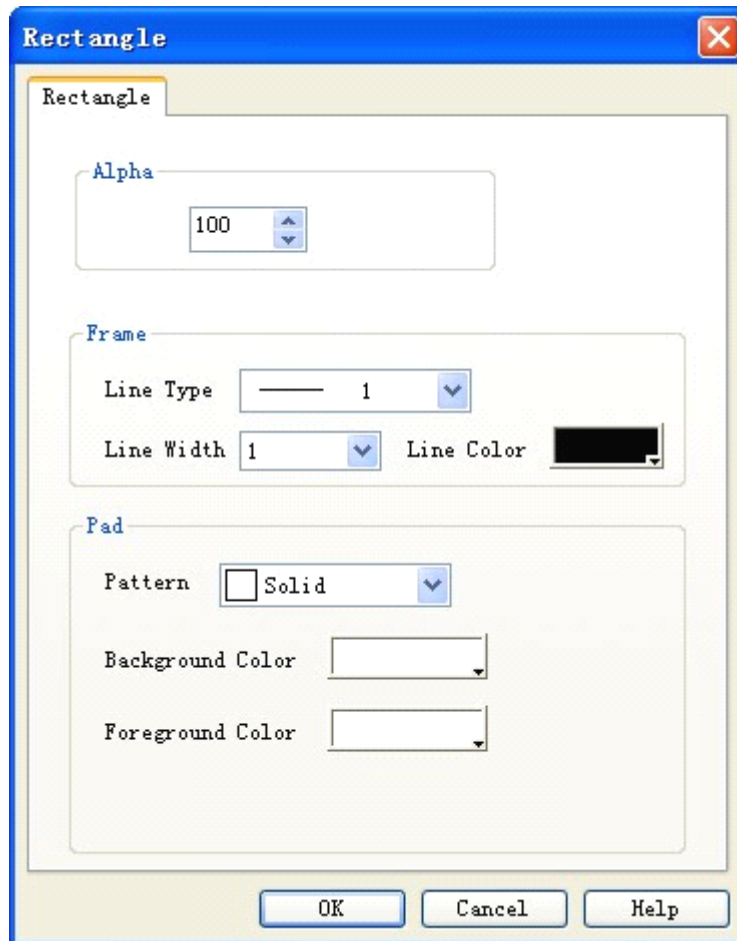 Rectangle
Rectangle
Alpha
100
Frame
Line Type 1
Line Width 1 Line Color
Pad
Pattern Solid
Background Color
Foreground Color
OK Cancel Help